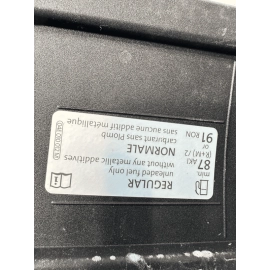 REGULAR
unleaded fuel only
without any metallic additives
min
87 AKI
(R+M) /2
or
91 RON
NORMALE
carburant sans Plomb
sans aucune additif métallique